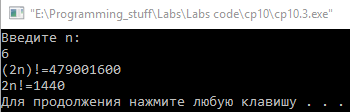 "E:\Programming_stuff\Labs\Labs code\cp10\cp10.3.exe"
Введите n:
6
(2n)!=479001600
2n!=1440
Для продолжения нажмите любую клавишу . . .